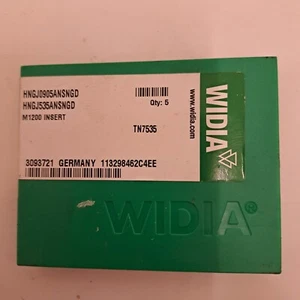 HNGJ0905ANSNGD
HNGJ535ANSNGD
M1200 INSERT
Qty: 5
TN7535
3093721 GERMANY 113298462C4EE
WIDIA
www.widia.com
WIDIA